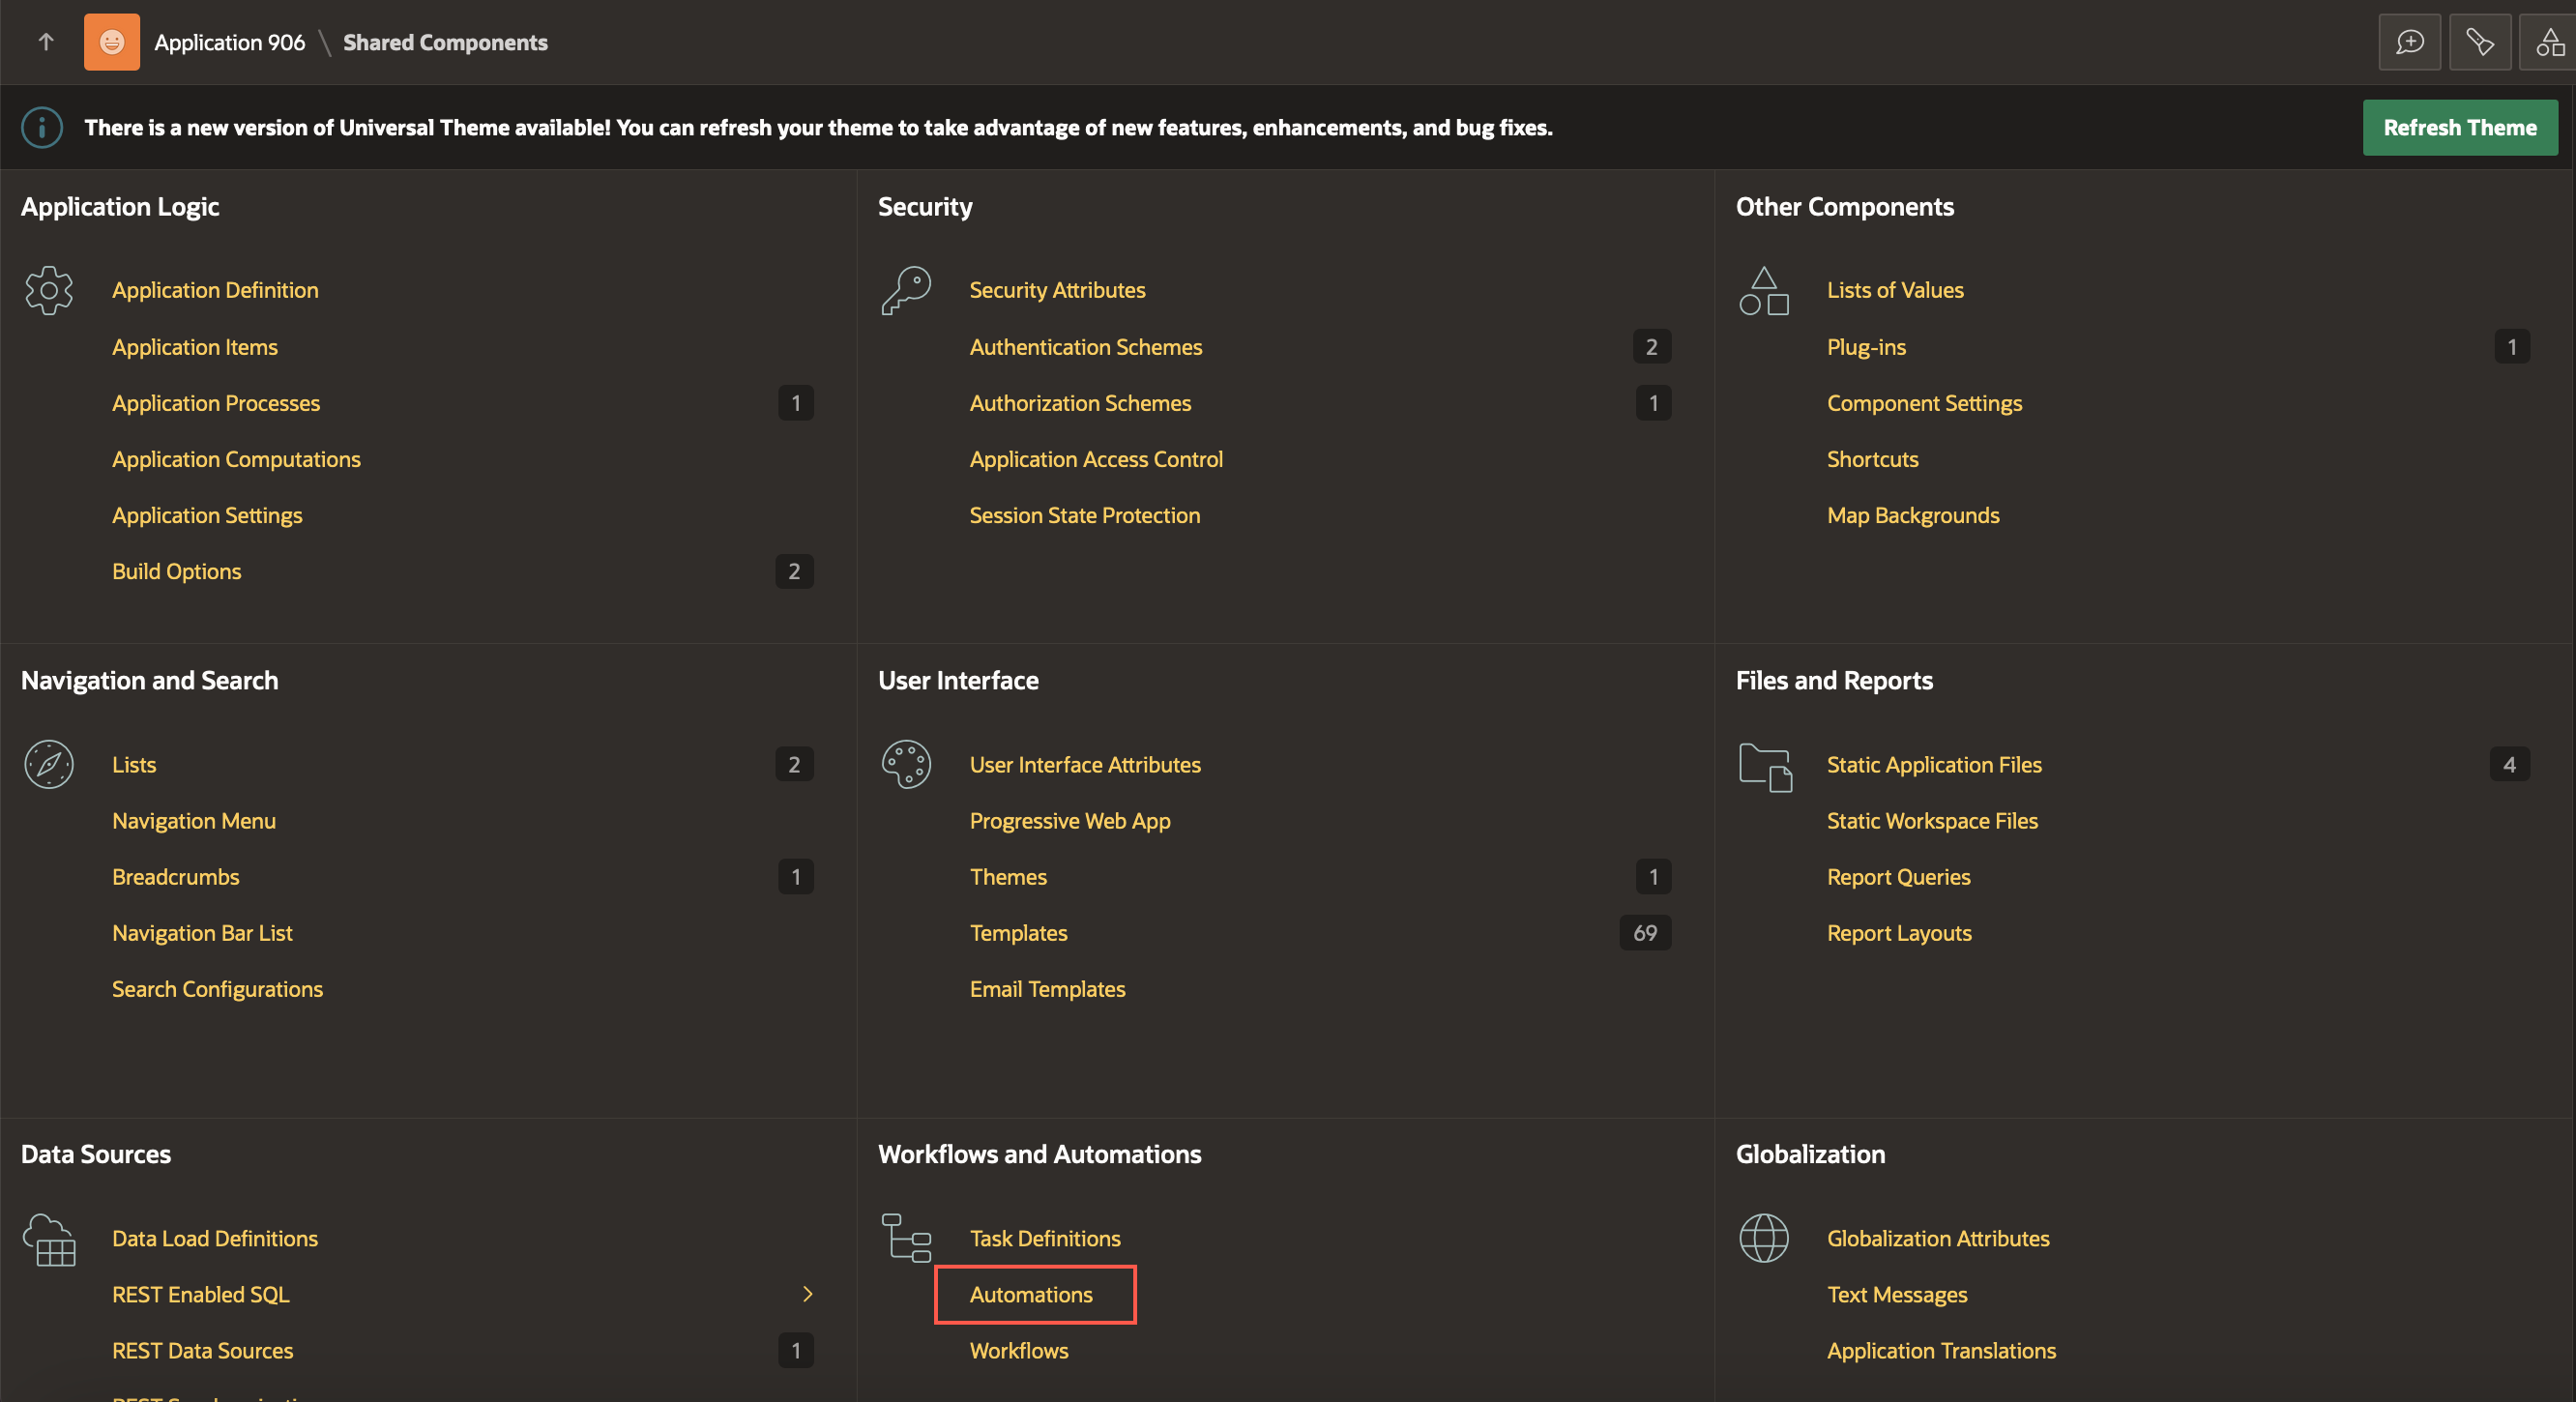 Application 906 \ Shared Components
There is a new version of Universal Theme available! You can refresh your theme to take advantage of new features, enhancements, and bug fixes.
Refresh Theme
Application Logic
Application Definition
Application Items
Application Processes 1
Application Computations
Application Settings
Build Options 2
Security
Security Attributes
Authentication Schemes 2
Authorization Schemes 1
Application Access Control
Session State Protection
Other Components
Lists of Values
Plug-ins 1
Component Settings
Shortcuts
Map Backgrounds
Navigation and Search
Lists 2
Navigation Menu
Breadcrumbs 1
Navigation Bar List
Search Configurations
User Interface
User Interface Attributes
Progressive Web App
Themes 1
Templates 69
Email Templates
Files and Reports
Static Application Files 4
Static Workspace Files
Report Queries
Report Layouts
Data Sources
Data Load Definitions
REST Enabled SQL
REST Data Sources 1
Workflows and Automations
Task Definitions
Automations
Workflows
Globalization
Globalization Attributes
Text Messages
Application Translations